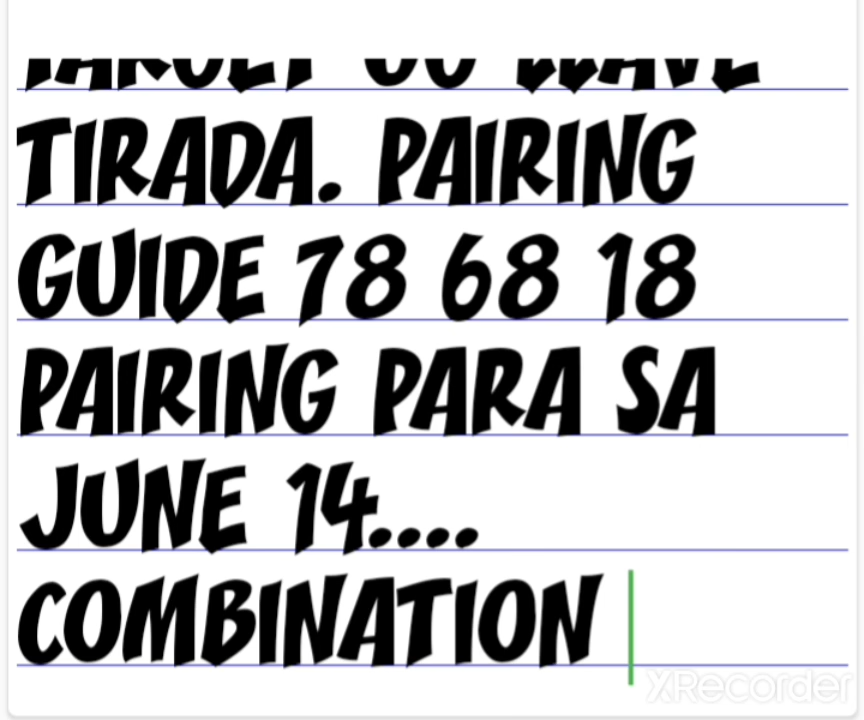 TIRADA. PAIRING
GUIDE 78 68 18
PAIRING PARA SA
JUNE 14....
COMBINATION
XRecorder